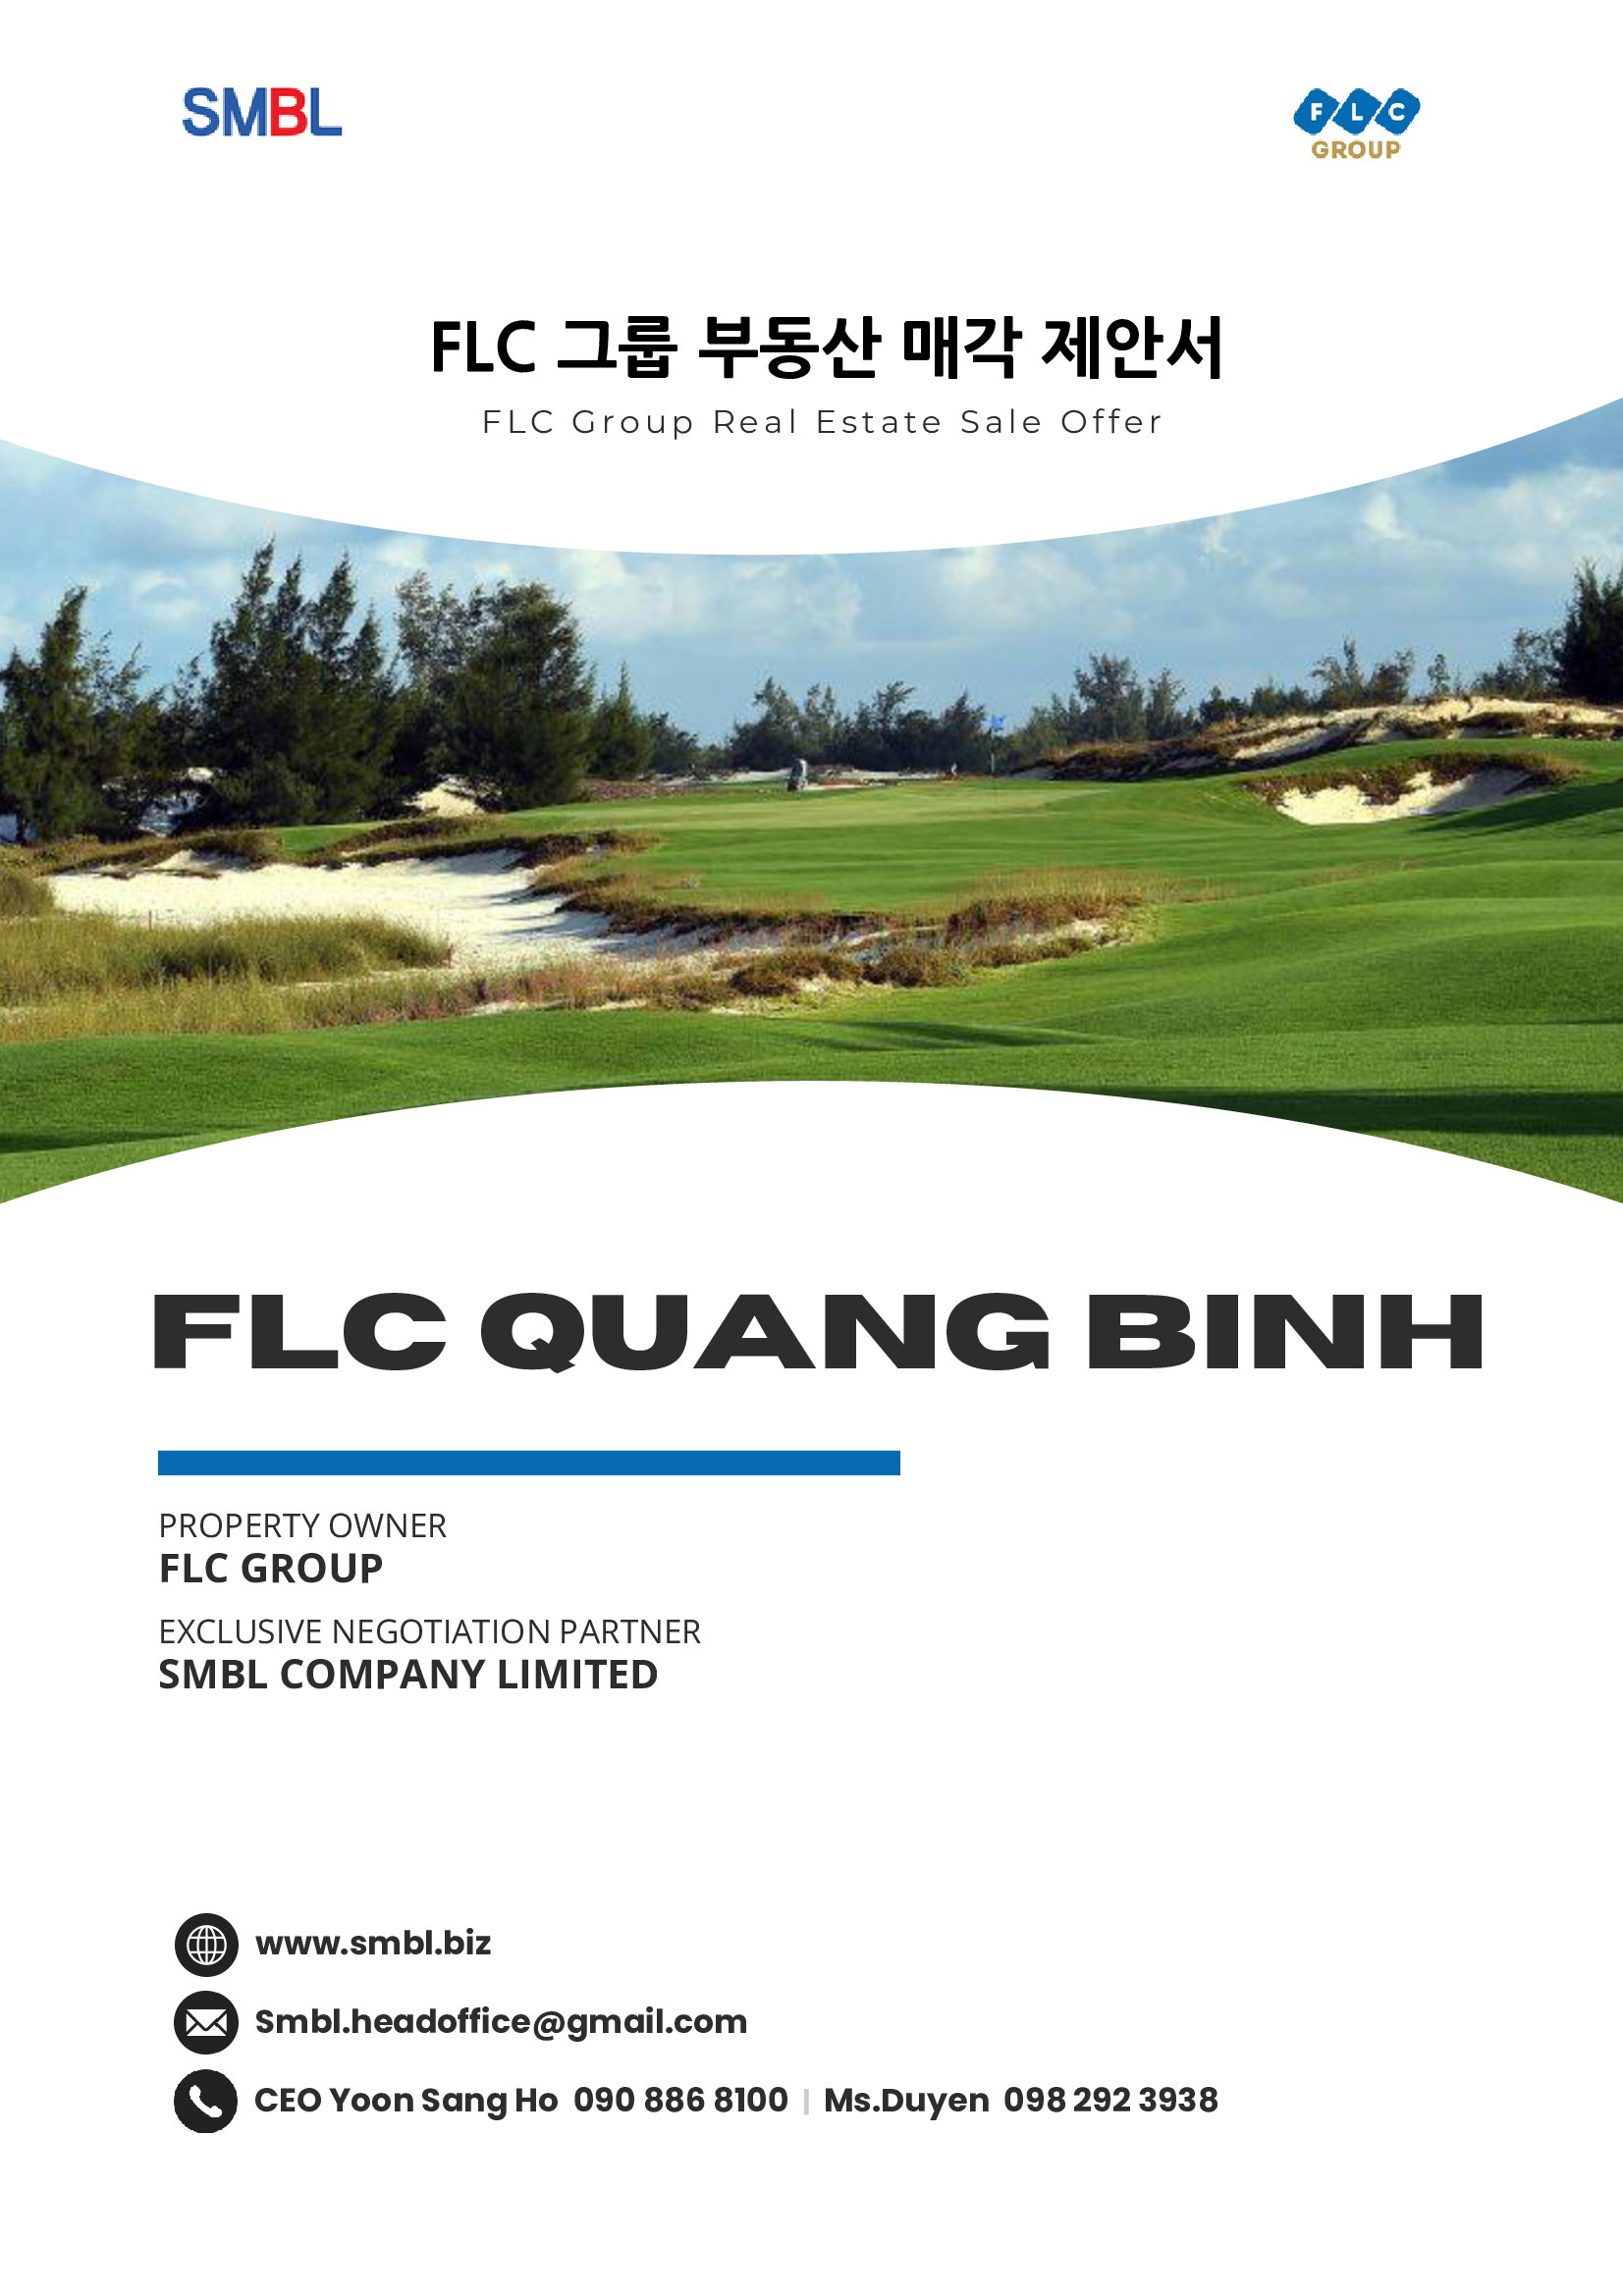 SMBL
FLC
GROUP
FLC 그룹 부동산 매각 제안서
FLC Group Real Estate Sale Offer
FLC QUANG BINH
PROPERTY OWNER
FLC GROUP
EXCLUSIVE NEGOTIATION PARTNER
SMBL COMPANY LIMITED
www.smbl.biz
Smbl.headoffice@gmail.com
CEO Yoon Sang Ho 090 886 8100 | Ms.Duyen 098 292 3938